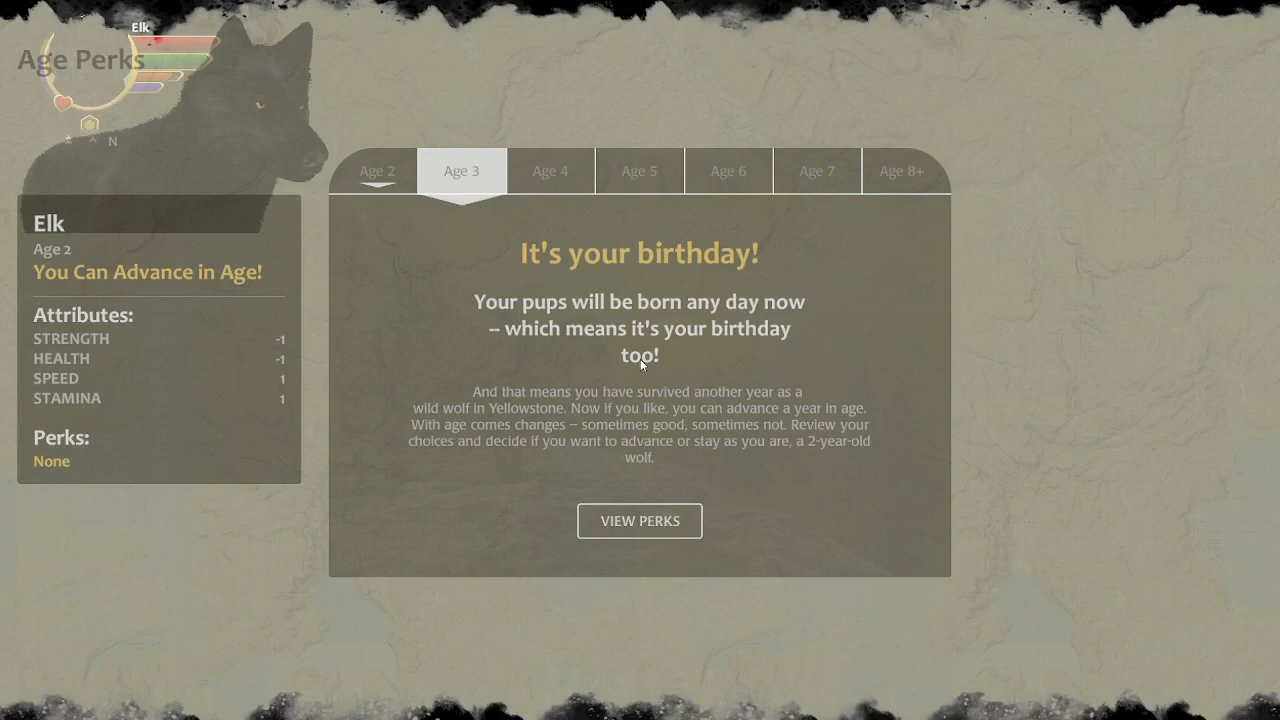 Elk
Age Perks
N
Age 2
Age 3
Age 4
Age 5
Age 6
Age 7
Age 8+
Elk
Age 2
You Can Advance in Age!
Attributes:
STRENGTH -1
HEALTH -1
SPEED 1
STAMINA 1
Perks:
None
It's your birthday!
Your pups will be born any day now
-- which means it's your birthday
too!
And that means you have survived another year as a
wild wolf in Yellowstone. Now if you like, you can advance a year in age.
With age comes changes – sometimes good, sometimes not. Review your
choices and decide if you want to advance or stay as you are, a 2-year-old
wolf.
VIEW PERKS